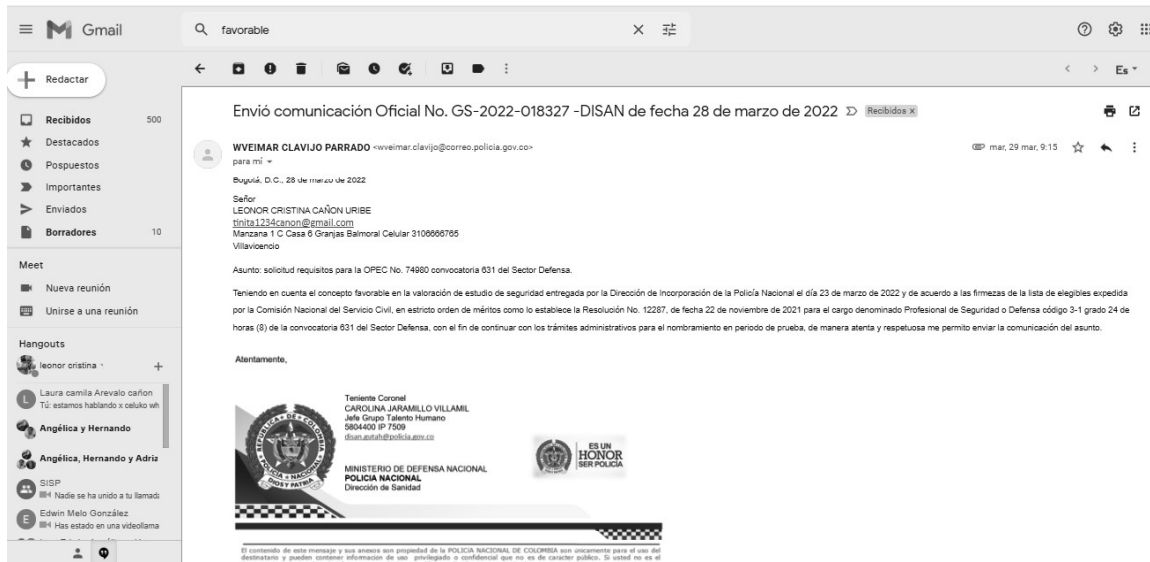 Gmail
favorable
Redactar
Es
Recibidos 500
Destacados
Pospuestos
Importantes
Enviados
Borradores 10
Meet
Nueva reunión
Unirse a una reunión
Hangouts
leonor cristina
Laura camila Arevalo cañon
Tú: estamos hablando x celuko wh
Angélica y Hernando
Angélica, Hernando y Adria
SISP
Nadie se ha unido a tu llamada
Edwin Melo González
Has estado en una videollama
Envió comunicación Oficial No. GS-2022-018327 -DISAN de fecha 28 de marzo de 2022 Recibidos x
WVEIMAR CLAVIJO PARRADO <wveimar.clavijo@correo.policia.gov.co> mar, 29 mar, 9:15
para mí
Bogotá, D.C., 28 de marzo de 2022
Señor
LEONOR CRISTINA CAÑON URIBE
tinita1234canon@gmail.com
Manzana 1 C Casa 6 Granjas Balmoral Celular 3106666765
Villavicencio
Asunto: solicitud requisitos para la OPEC No. 74980 convocatoria 631 del Sector Defensa.
Teniendo en cuenta el concepto favorable en la valoración de estudio de seguridad entregada por la Dirección de Incorporación de la Policía Nacional el día 23 de marzo de 2022 y de acuerdo a las firmezas de la lista de elegibles expedida
por la Comisión Nacional del Servicio Civil, en estricto orden de méritos como lo establece la Resolución No. 12287, de fecha 22 de noviembre de 2021 para el cargo denominado Profesional de Seguridad o Defensa código 3-1 grado 24 de
horas (8) de la convocatoria 631 del Sector Defensa, con el fin de continuar con los trámites administrativos para el nombramiento en periodo de prueba, de manera atenta y respetuosa me permito enviar la comunicación del asunto.
Atentamente,
Teniente Coronel
CAROLINA JARAMILLO VILLAMIL
Jefe Grupo Talento Humano
5804400 IP 7509
disan.gutah@policia.gov.co
MINISTERIO DE DEFENSA NACIONAL
POLICIA NACIONAL
Dirección de Sanidad
REPUBLICA DE COLOMBIA
POLICIA NACIONAL
DIOS Y PATRIA
ES UN
HONOR
SER POLICÍA
El contenido de este mensaje y sus anexos son propiedad de la POLICÍA NACIONAL DE COLOMBIA son únicamente para el uso del
destinatario y pueden contener información de uso privilegiado o confidencial que no es de carácter público. Si usted no es el